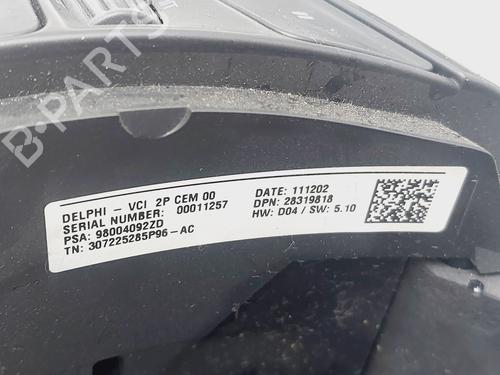 B-Parts
DELPHI - VCI 2P CEM 00
SERIAL NUMBER: 00011257
PSA: 98004092ZD
TN: 307225285P96-AC
DATE: 111202
DPN: 28319818
HW: D04 / SW: 5.10